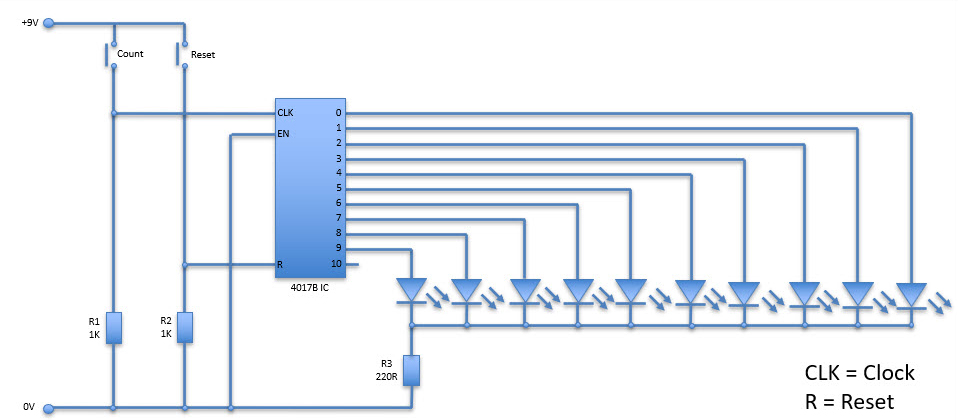 +9V
Count
Reset
CLK
0
EN
1
2
3
4
5
6
7
8
9
R
10
4017B IC
R1
1K
R2
1K
R3
220R
0V
CLK = Clock
R = Reset